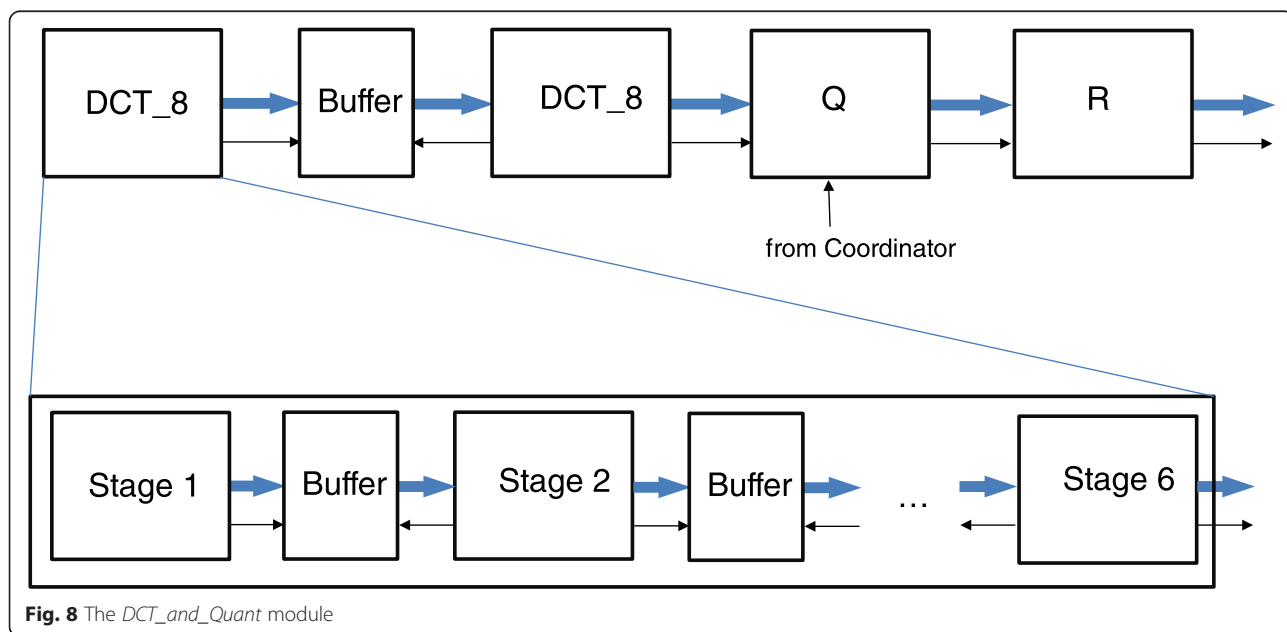 DCT_8
Buffer
DCT_8
Q
R
from Coordinator
Stage 1
Buffer
Stage 2
Buffer
...
Stage 6
Fig. 8 The DCT_and_Quant module